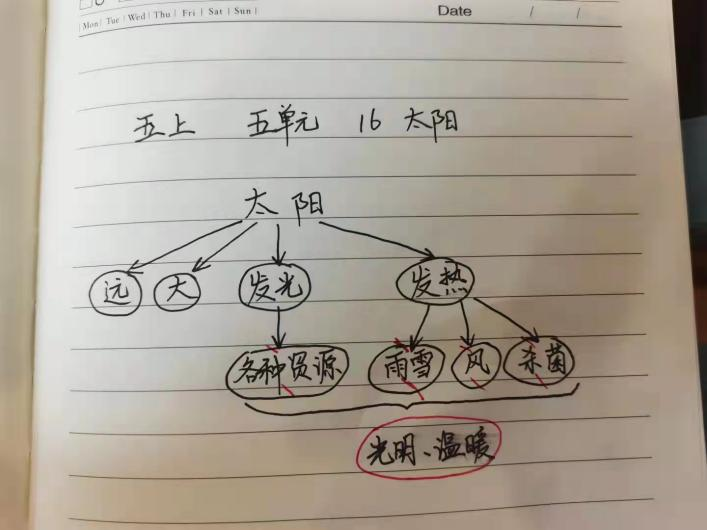 Mon Tue Wed Thu Fri Sat Sun
Date / /
五上 五单元 16 太阳
太阳
远 大 发光 发热
各种资源 雨雪 风 杀菌
光明、温暖